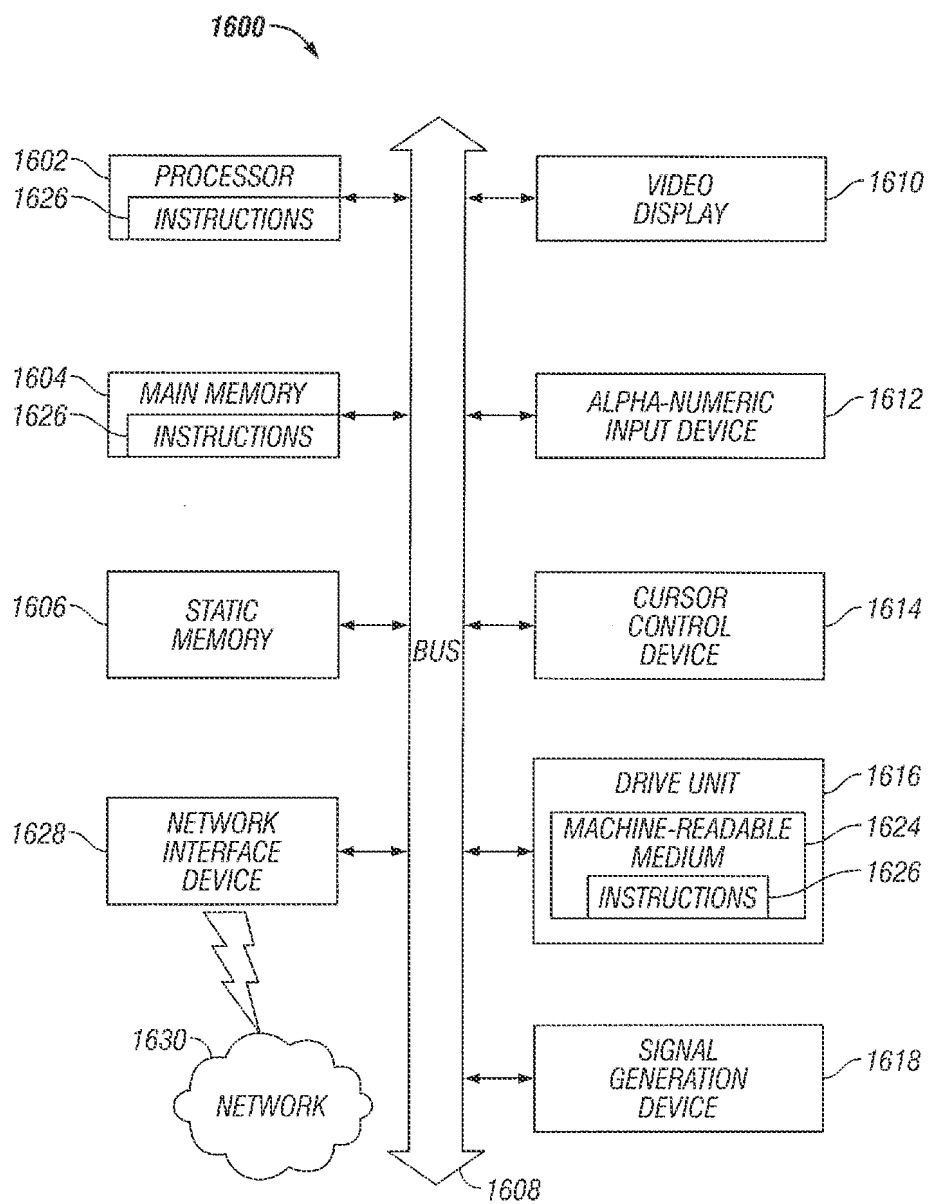 1600
1602
PROCESSOR
1626
INSTRUCTIONS
VIDEO
DISPLAY
1610
1604
MAIN MEMORY
1626
INSTRUCTIONS
ALPHA-NUMERIC
INPUT DEVICE
1612
1606
STATIC
MEMORY
BUS
CURSOR
CONTROL
DEVICE
1614
1628
NETWORK
INTERFACE
DEVICE
DRIVE UNIT
1616
MACHINE-READABLE
MEDIUM
1624
INSTRUCTIONS
1626
1630
NETWORK
SIGNAL
GENERATION
DEVICE
1618
1608